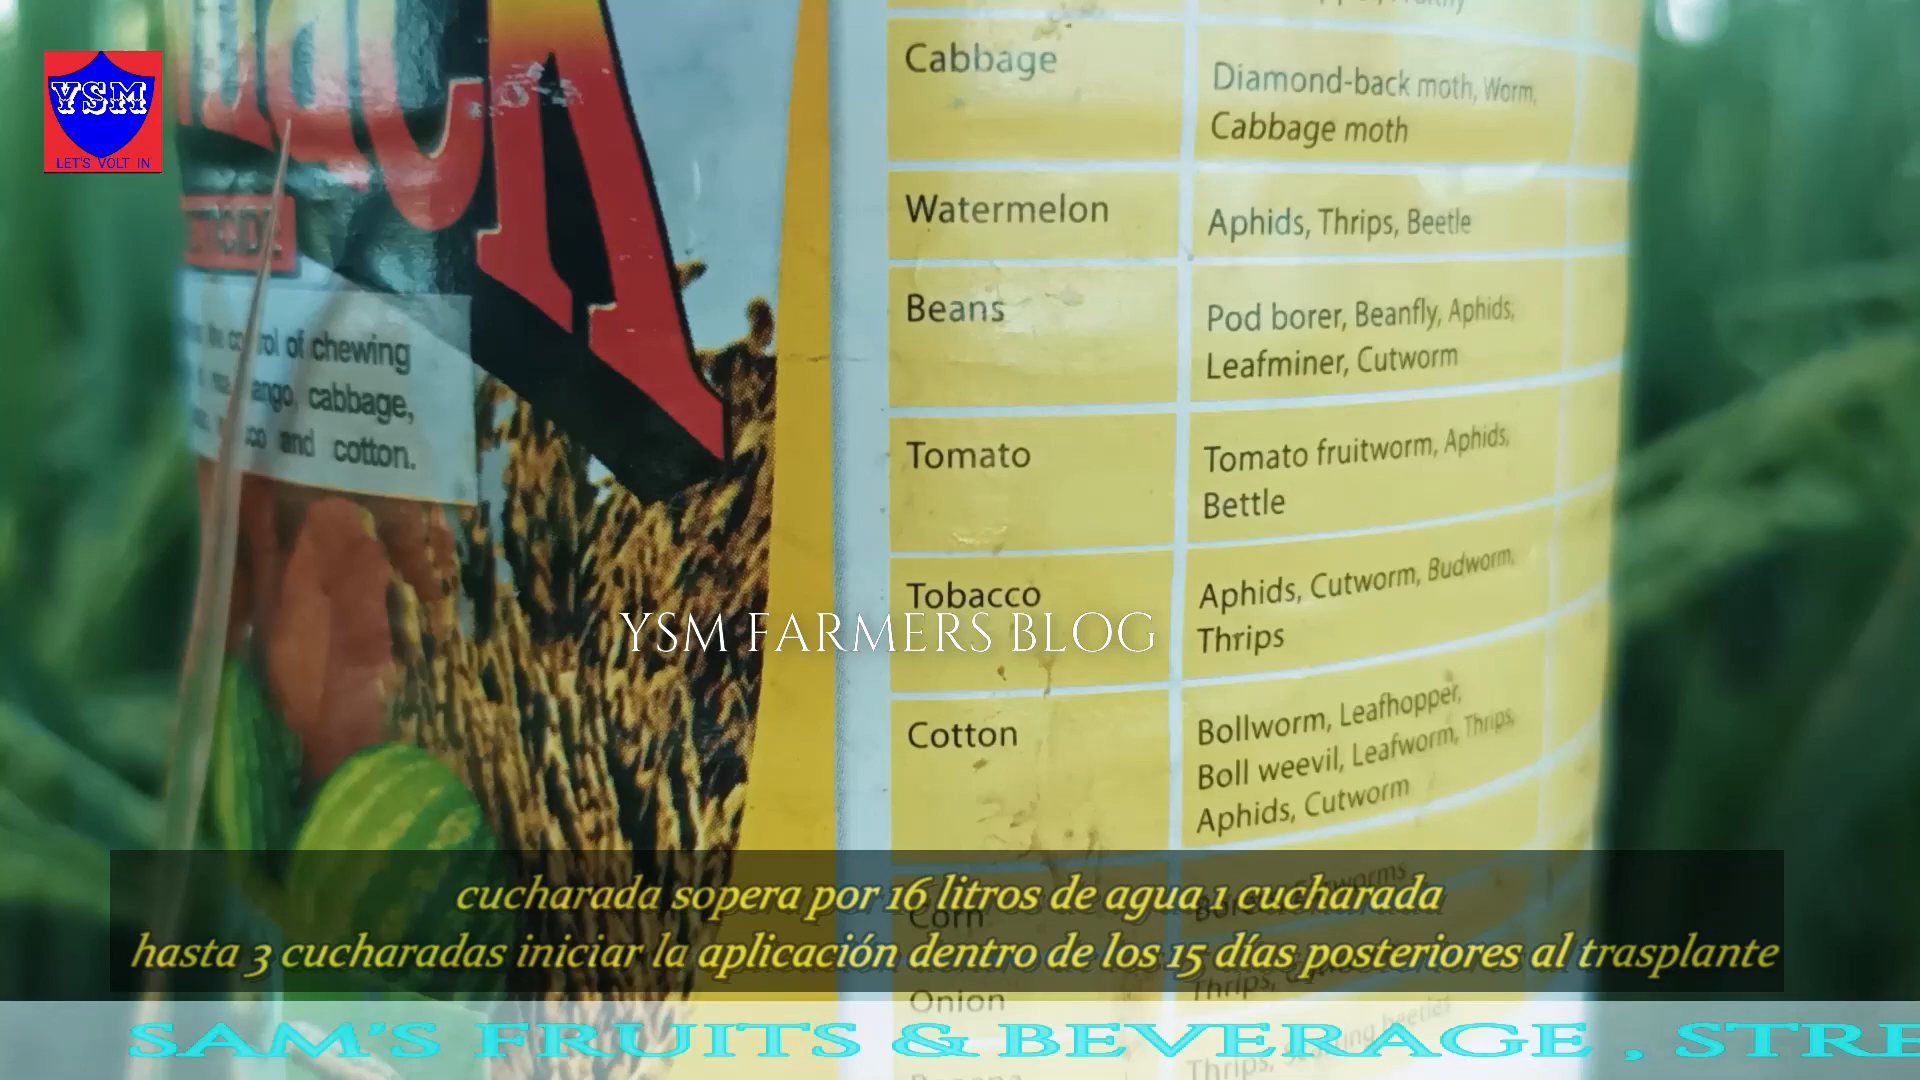 YSM
LET'S VOLT IN
of chewing
cabbage,
and cotton.
Cabbage
Diamond-back moth, Worm,
Cabbage moth
Watermelon
Aphids, Thrips, Beetle
Beans
Pod borer, Beanfly, Aphids,
Leafminer, Cutworm
Tomato
Tomato fruitworm, Aphids,
Bettle
Tobacco
Aphids, Cutworm, Budworm,
Thrips
YSM FARMERS BLOG
Cotton
Bollworm, Leafhopper,
Boll weevil, Leafworm, Thrips,
Aphids, Cutworm
cucharada sopera por 16 litros de agua 1 cucharada
hasta 3 cucharadas iniciar la aplicación dentro de los 15 días posteriores al trasplante
Corn
Onion
Thrips,
SAM'S FRUITS & BEVERAGE , STRE